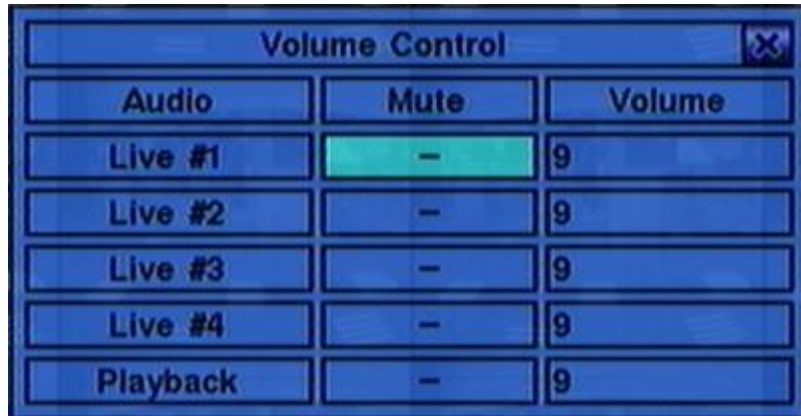 Volume Control X
Audio Mute Volume
Live #1 – 9
Live #2 – 9
Live #3 – 9
Live #4 – 9
Playback – 9